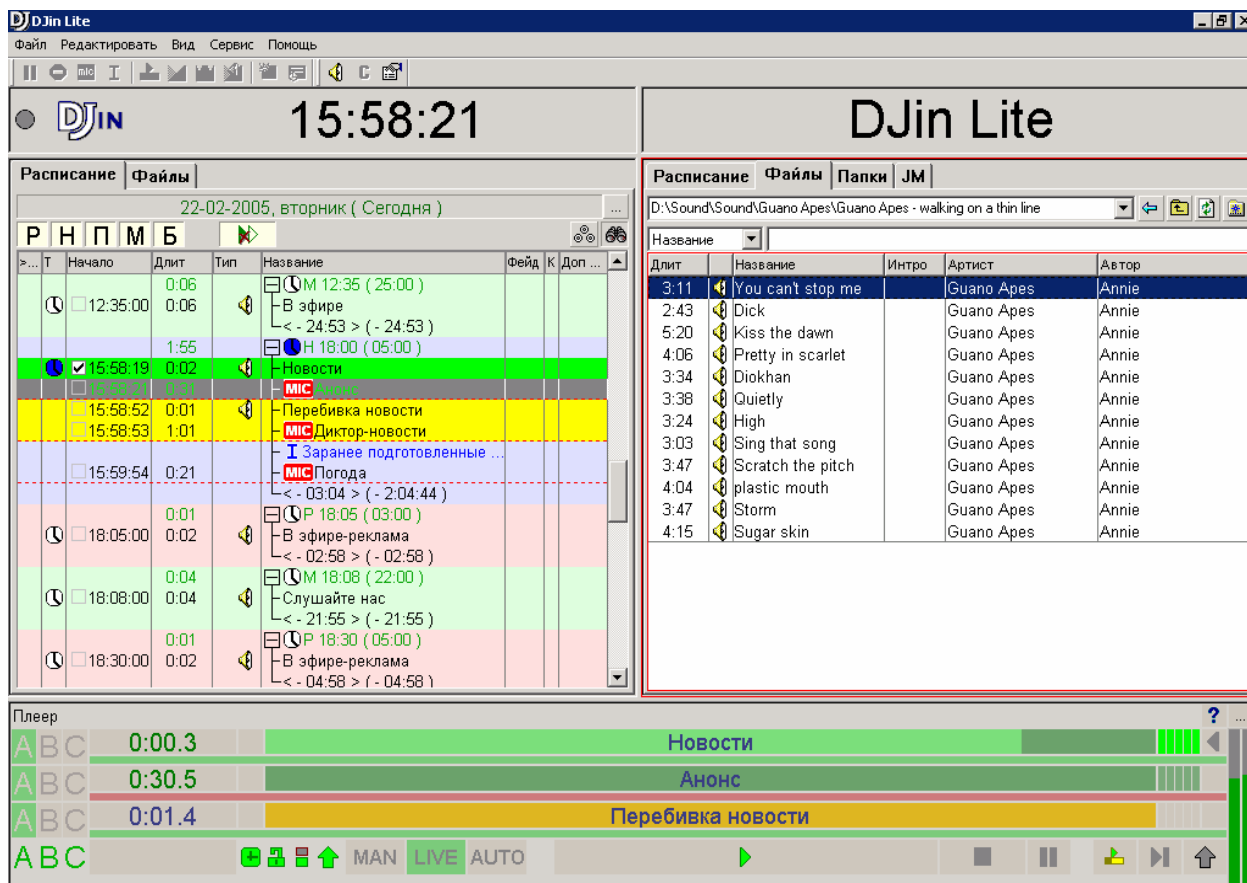 DJin Lite
Файл Редактировать Вид Сервис Помощь
mic I C
DJIN 15:58:21 DJin Lite
Расписание Файлы
22-02-2005, вторник ( Сегодня ) ...
Р Н П М Б
>... Т Начало Длит Тип Название Фейд К Доп ...
0:06 М 12:35 ( 25:00 )
12:35:00 0:06 В эфире
< - 24:53 > ( - 24:53 )
1:55 Н 18:00 ( 05:00 )
15:58:19 0:02 Новости
15:58:21 0:31 MIC Анонс
15:58:52 0:01 Перебивка новости
15:58:53 1:01 MIC Диктор-новости
I Заранее подготовленные ...
15:59:54 0:21 MIC Погода
< - 03:04 > ( - 2:04:44 )
0:01 Р 18:05 ( 03:00 )
18:05:00 0:02 В эфире-реклама
< - 02:58 > ( - 02:58 )
0:04 М 18:08 ( 22:00 )
18:08:00 0:04 Слушайте нас
< - 21:55 > ( - 21:55 )
0:01 Р 18:30 ( 05:00 )
18:30:00 0:02 В эфире-реклама
< - 04:58 > ( - 04:58 )
Расписание Файлы Папки JM
D:\Sound\Sound\Guano Apes\Guano Apes - walking on a thin line
Название
Длит Название Интро Артист Автор
3:11 You can't stop me Guano Apes Annie
2:43 Dick Guano Apes Annie
5:20 Kiss the dawn Guano Apes Annie
4:06 Pretty in scarlet Guano Apes Annie
3:34 Diokhan Guano Apes Annie
3:38 Quietly Guano Apes Annie
3:24 High Guano Apes Annie
3:03 Sing that song Guano Apes Annie
3:47 Scratch the pitch Guano Apes Annie
4:04 plastic mouth Guano Apes Annie
3:47 Storm Guano Apes Annie
4:15 Sugar skin Guano Apes Annie
Плеер ? ...
A B C 0:00.3 Новости
A B C 0:30.5 Анонс
A B C 0:01.4 Перебивка новости
A B C MAN LIVE AUTO